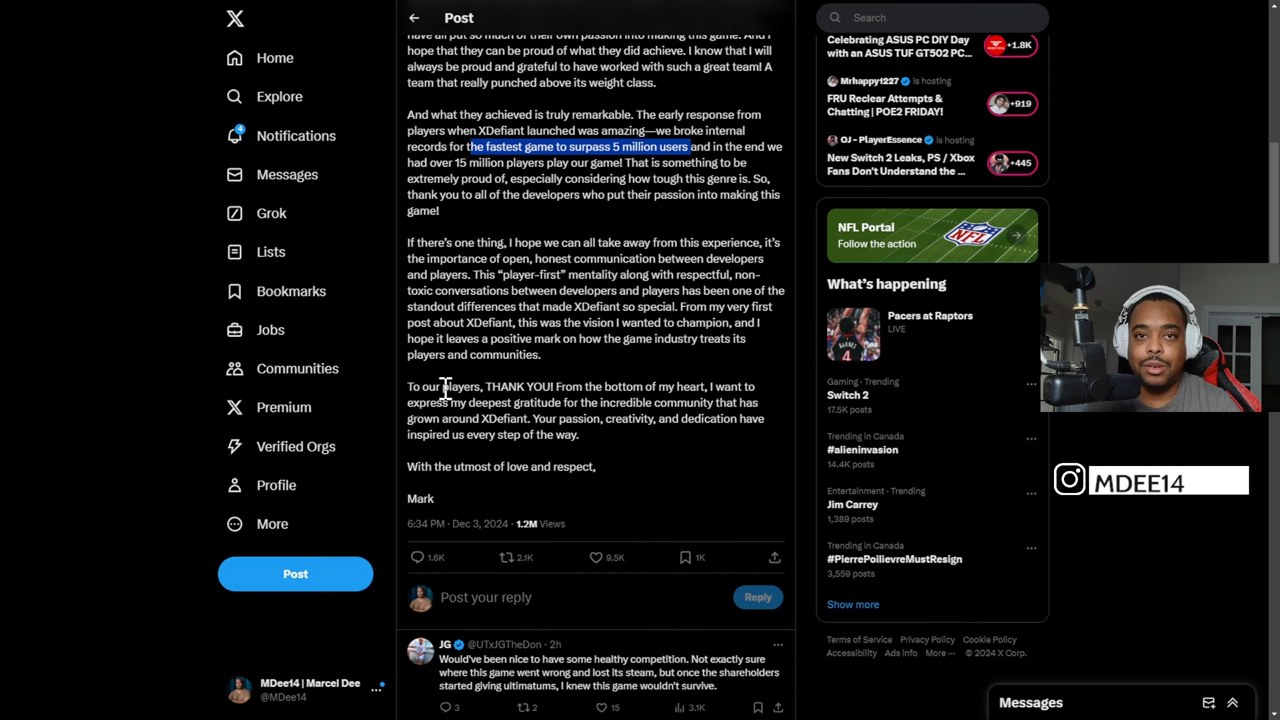 Home
Explore
4
Notifications
Messages
Grok
Lists
Bookmarks
Jobs
Communities
Premium
Verified Orgs
Profile
More
Post
MDee14 | Marcel Dee
@MDee14
Post
have all put so much of their own passion into making this game. And I
hope that they can be proud of what they did achieve. I know that I will
always be proud and grateful to have worked with such a great team! A
team that really punched above its weight class.
And what they achieved is truly remarkable. The early response from
players when XDefiant launched was amazing—we broke internal
records for the fastest game to surpass 5 million users and in the end we
had over 15 million players play our game! That is something to be
extremely proud of, especially considering how tough this genre is. So,
thank you to all of the developers who put their passion into making this
game!
If there's one thing, I hope we can all take away from this experience, it's
the importance of open, honest communication between developers
and players. This "player-first" mentality along with respectful, non-
toxic conversations between developers and players has been one of the
standout differences that made XDefiant so special. From my very first
post about XDefiant, this was the vision I wanted to champion, and I
hope it leaves a positive mark on how the game industry treats its
players and communities.
To our players, THANK YOU! From the bottom of my heart, I want to
express my deepest gratitude for the incredible community that has
grown around XDefiant. Your passion, creativity, and dedication have
inspired us every step of the way.
With the utmost of love and respect,
Mark
6:34 PM · Dec 3, 2024 · 1.2M Views
1.6K 2.1K 9.5K 1K
Post your reply
Reply
JG @UTxJGTheDon · 2h
Would've been nice to have some healthy competition. Not exactly sure
where this game went wrong and lost its steam, but once the shareholders
started giving ultimatums, I knew this game wouldn't survive.
3 2 15 3.1K
Search
Celebrating ASUS PC DIY Day
with an ASUS TUF GT502 PC...
+1.8K
Mrhappy1227 is hosting
FRU Reclear Attempts &
Chatting | POE2 FRIDAY!
+919
OJ - PlayerEssence is hosting
New Switch 2 Leaks, PS / Xbox
Fans Don't Understand the ...
+445
NFL Portal
Follow the action
NFL
What's happening
Pacers at Raptors
LIVE
Gaming · Trending
Switch 2
17.5K posts
Trending in Canada
#alieninvasion
14.4K posts
Entertainment · Trending
Jim Carrey
1,389 posts
Trending in Canada
#PierrePoilievreMustResign
3,559 posts
Show more
Terms of Service Privacy Policy Cookie Policy
Accessibility Ads info More ··· © 2024 X Corp.
MDEE14
Messages